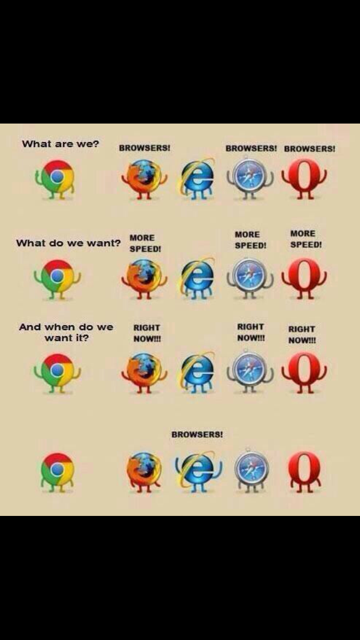 What are we?
BROWSERS!
BROWSERS!
BROWSERS!
What do we want?
MORE
SPEED!
MORE
SPEED!
MORE
SPEED!
And when do we
want it?
RIGHT
NOW!!!
RIGHT
NOW!!!
RIGHT
NOW!!!
BROWSERS!